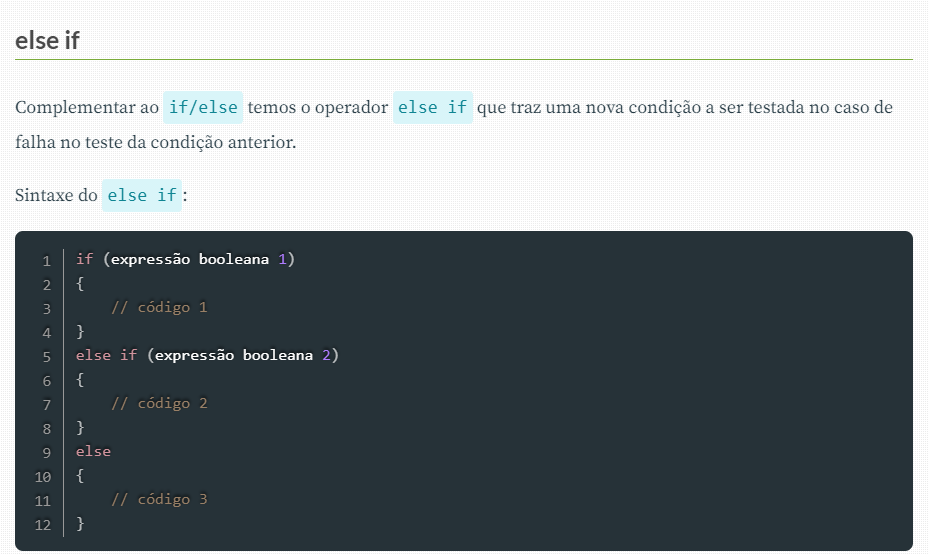 else if
Complementar ao if/else temos o operador else if que traz uma nova condição a ser testada no caso de
falha no teste da condição anterior.
Sintaxe do else if :
1 if (expressão booleana 1)
2 {
3     // código 1
4 }
5 else if (expressão booleana 2)
6 {
7     // código 2
8 }
9 else
10 {
11     // código 3
12 }